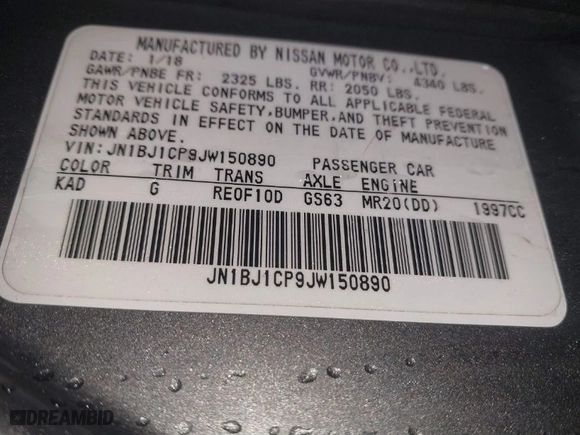 MANUFACTURED BY NISSAN MOTOR CO.,LTD.
DATE: 1/18 GVWR/PNBV: 4340 LBS.
GAWR/PNBE FR: 2325 LBS. RR: 2050 LBS.
THIS VEHICLE CONFORMS TO ALL APPLICABLE FEDERAL
MOTOR VEHICLE SAFETY,BUMPER,AND THEFT PREVENTION
STANDARDS IN EFFECT ON THE DATE OF MANUFACTURE
SHOWN ABOVE.
VIN:JN1BJ1CP9JW150890 PASSENGER CAR
COLOR TRIM TRANS AXLE ENGINE
KAD G RE0F10D GS63 MR20(DD) 1997CC
JN1BJ1CP9JW150890
DREAMBID